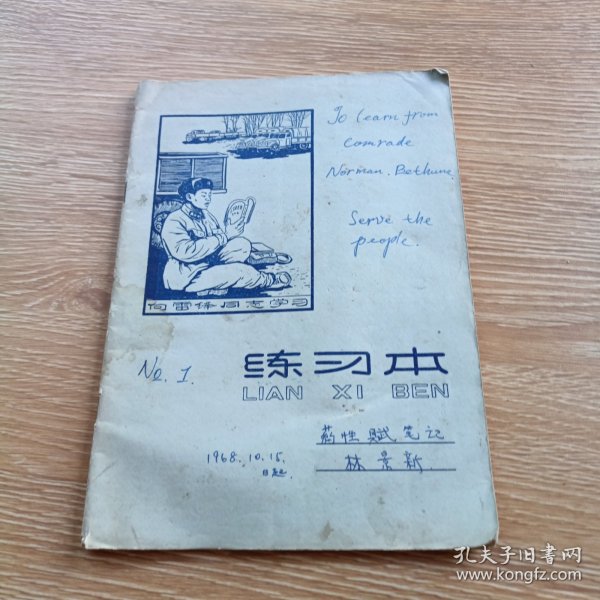 To learn from
Comrade
Norman. Bethune
Serve the
people.
向雷锋同志学习
No. 1.
练习本
LIAN XI BEN
药性赋笔记
林景新
1968.10.15.
日起.
孔夫子旧书网
www.kongfz.com